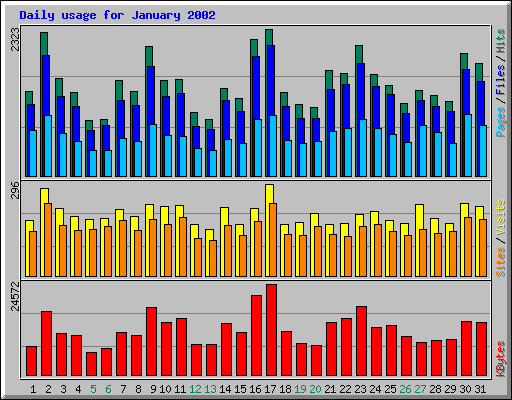 Daily usage for January 2002
2323
Pages / Files / Hits
296
Sites / Visits
24572
KBytes
1 2 3 4 5 6 7 8 9 10 11 12 13 14 15 16 17 18 19 20 21 22 23 24 25 26 27 28 29 30 31